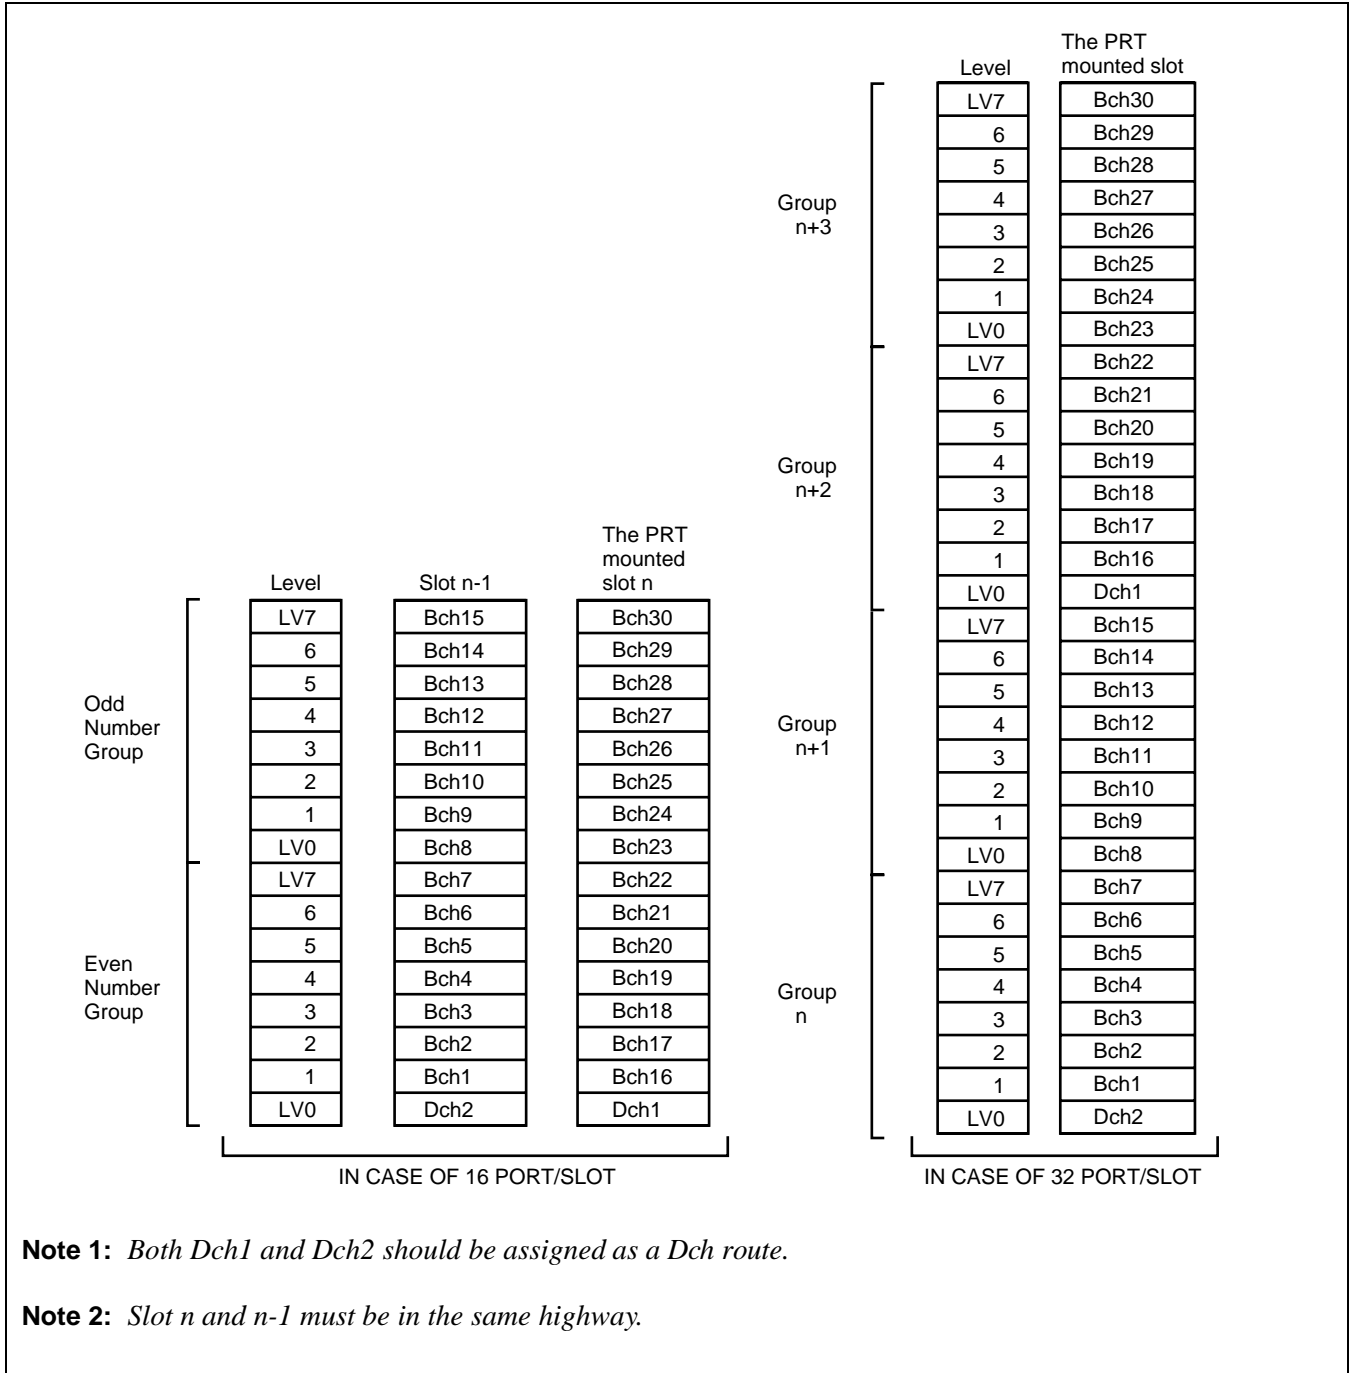 The PRT
mounted slot
Level
LV7 Bch30
6 Bch29
5 Bch28
4 Bch27
3 Bch26
2 Bch25
1 Bch24
LV0 Bch23
Group
n+3
LV7 Bch22
6 Bch21
5 Bch20
4 Bch19
3 Bch18
2 Bch17
1 Bch16
LV0 Dch1
Group
n+2
LV7 Bch15
6 Bch14
5 Bch13
4 Bch12
3 Bch11
2 Bch10
1 Bch9
LV0 Bch8
Group
n+1
LV7 Bch7
6 Bch6
5 Bch5
4 Bch4
3 Bch3
2 Bch2
1 Bch1
LV0 Dch2
Group
n
IN CASE OF 32 PORT/SLOT
The PRT
mounted
slot n
Level Slot n-1
LV7 Bch15 Bch30
6 Bch14 Bch29
5 Bch13 Bch28
4 Bch12 Bch27
3 Bch11 Bch26
2 Bch10 Bch25
1 Bch9 Bch24
LV0 Bch8 Bch23
Odd
Number
Group
LV7 Bch7 Bch22
6 Bch6 Bch21
5 Bch5 Bch20
4 Bch4 Bch19
3 Bch3 Bch18
2 Bch2 Bch17
1 Bch1 Bch16
LV0 Dch2 Dch1
Even
Number
Group
IN CASE OF 16 PORT/SLOT
Note 1: Both Dch1 and Dch2 should be assigned as a Dch route.
Note 2: Slot n and n-1 must be in the same highway.